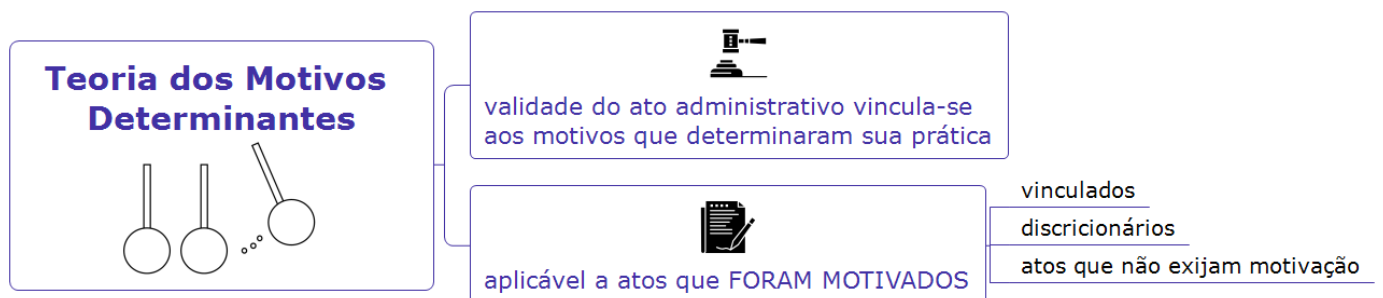 Teoria dos Motivos
Determinantes
validade do ato administrativo vincula-se
aos motivos que determinaram sua prática
aplicável a atos que FORAM MOTIVADOS
vinculados
discricionários
atos que não exijam motivação